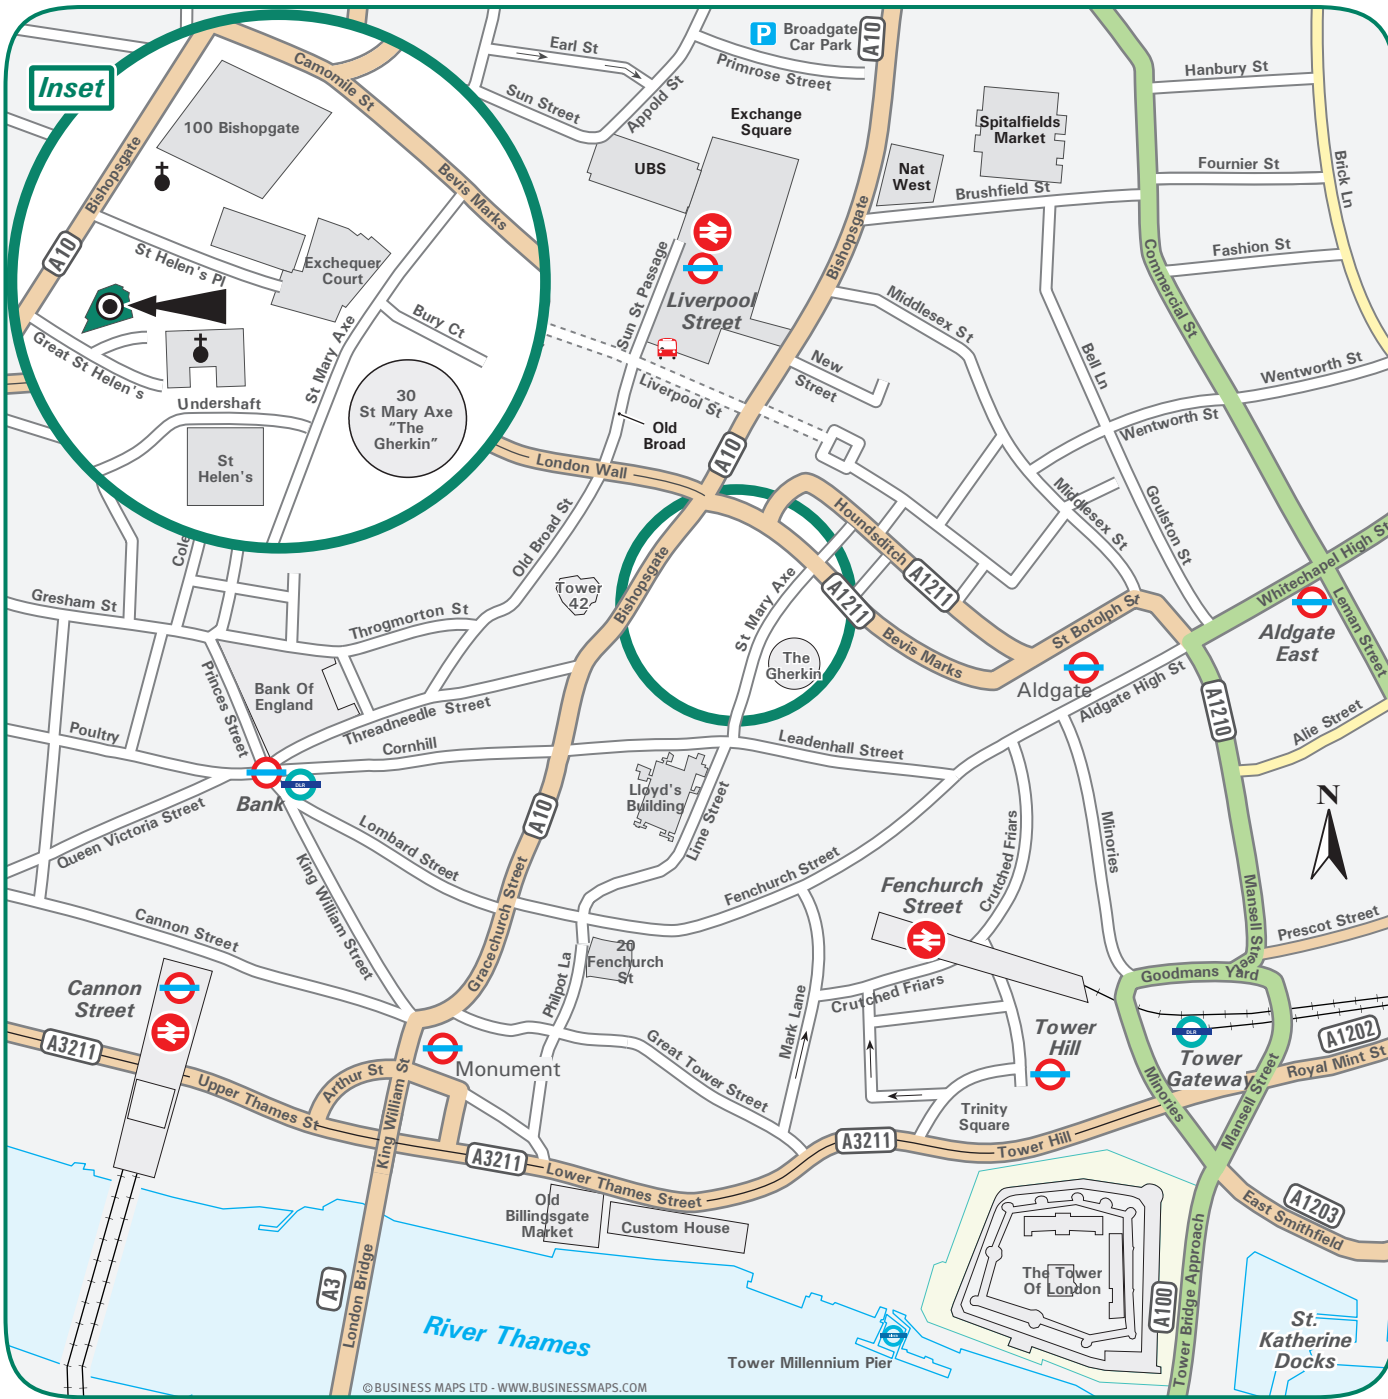 Inset
Camomile St
100 Bishopgate
Bishopsgate
Bevis Marks
A10
St Helen's Pl
Exchequer
Court
Bury Ct
St Mary Axe
Great St Helen's
Undershaft
30
St Mary Axe
“The
Gherkin”
St
Helen's
Earl St
Sun Street
Appold St
P
Broadgate
Car Park
A10
Primrose Street
Exchange
Square
UBS
Nat
West
Spitalfields
Market
Hanbury St
Fournier St
Brick Ln
Brushfield St
Fashion St
Commercial St
Bishopsgate
Sun St Passage
Liverpool
Street
Middlesex St
New
Street
Bell Ln
Wentworth St
Wentworth St
Liverpool St
Old
Broad
A10
London Wall
Houndsditch
Middlesex St
Goulston St
Old Broad St
Cole
A1211
A1211
Whitechapel High St
Leman Street
Aldgate
East
Gresham St
Throgmorton St
Tower
42
Bishopsgate
St Mary Axe
The
Gherkin
Bevis Marks
St Botolph St
Aldgate
Aldgate High St
A1210
Alie Street
Princes Street
Bank Of
England
Threadneedle Street
Poultry
Cornhill
Leadenhall Street
Bank
DLR
Lloyd's
Building
Lime Street
A10
Queen Victoria Street
Lombard Street
King William Street
Gracechurch Street
Fenchurch Street
Fenchurch
Street
Crutched Friars
Minories
N
Mansell Street
Prescot Street
Cannon Street
Cannon
Street
20
Fenchurch
St
Philpot La
Mark Lane
Crutched Friars
Goodmans Yard
Tower
Hill
DLR
Tower
Gateway
A1202
Royal Mint St
A3211
Monument
Great Tower Street
Arthur St
Upper Thames St
King William St
Minories
Mansell Street
Trinity
Square
A3211
Tower Hill
A3211
Lower Thames Street
Old
Billingsgate
Market
Custom House
A1203
East Smithfield
The Tower
Of London
A3
London Bridge
A100
Tower Bridge Approach
River Thames
Tower Millennium Pier
St.
Katherine
Docks
© BUSINESS MAPS LTD - WWW.BUSINESSMAPS.COM